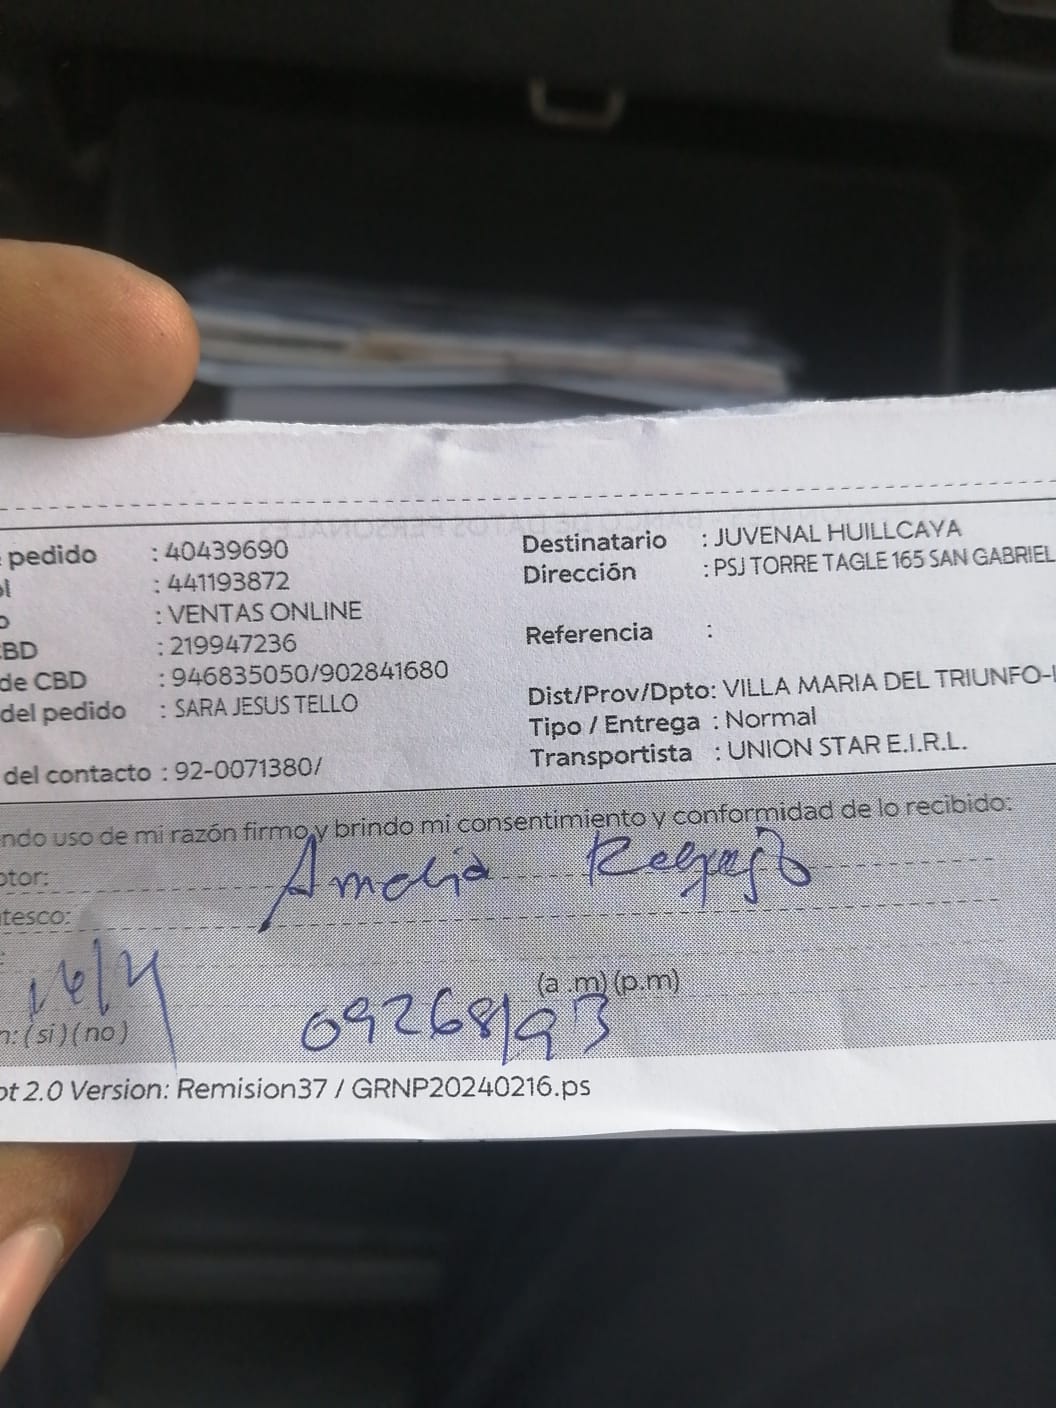 pedido : 40439690
: 441193872
: VENTAS ONLINE
CBD : 219947236
de CBD : 946835050/902841680
del pedido : SARA JESUS TELLO
del contacto : 92-0071380/
Destinatario : JUVENAL HUILLCAYA
Dirección : PSJ TORRE TAGLE 165 SAN GABRIEL
Referencia :
Dist/Prov/Dpto: VILLA MARIA DEL TRIUNFO-
Tipo / Entrega : Normal
Transportista : UNION STAR E.I.R.L.
ndo uso de mi razón firmo y brindo mi consentimiento y conformidad de lo recibido:
ptor: Amelia
tesco:
16/4 (a .m) (p.m)
n: (si) (no) 09268193
pt 2.0 Version: Remision37 / GRNP20240216.ps